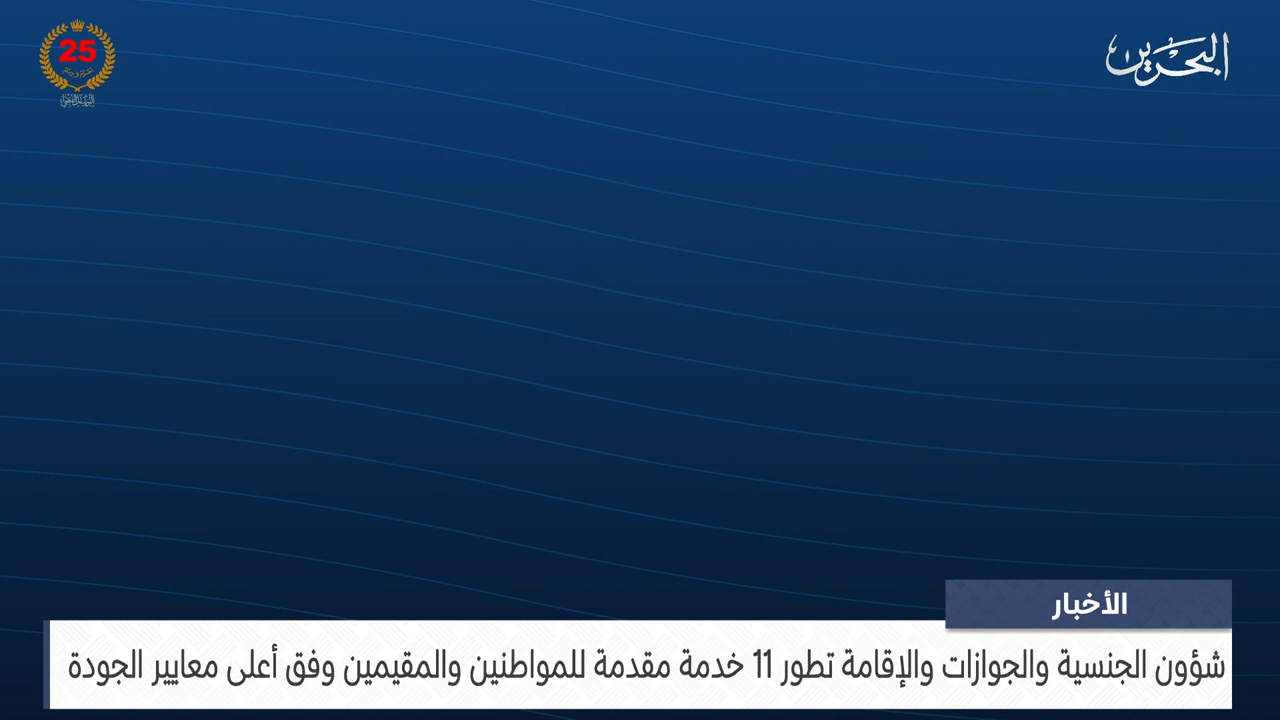 البحرين
25
الأخبار
شؤون الجنسية والجوازات والإقامة تطور 11 خدمة مقدمة للمواطنين والمقيمين وفق أعلى معايير الجودة